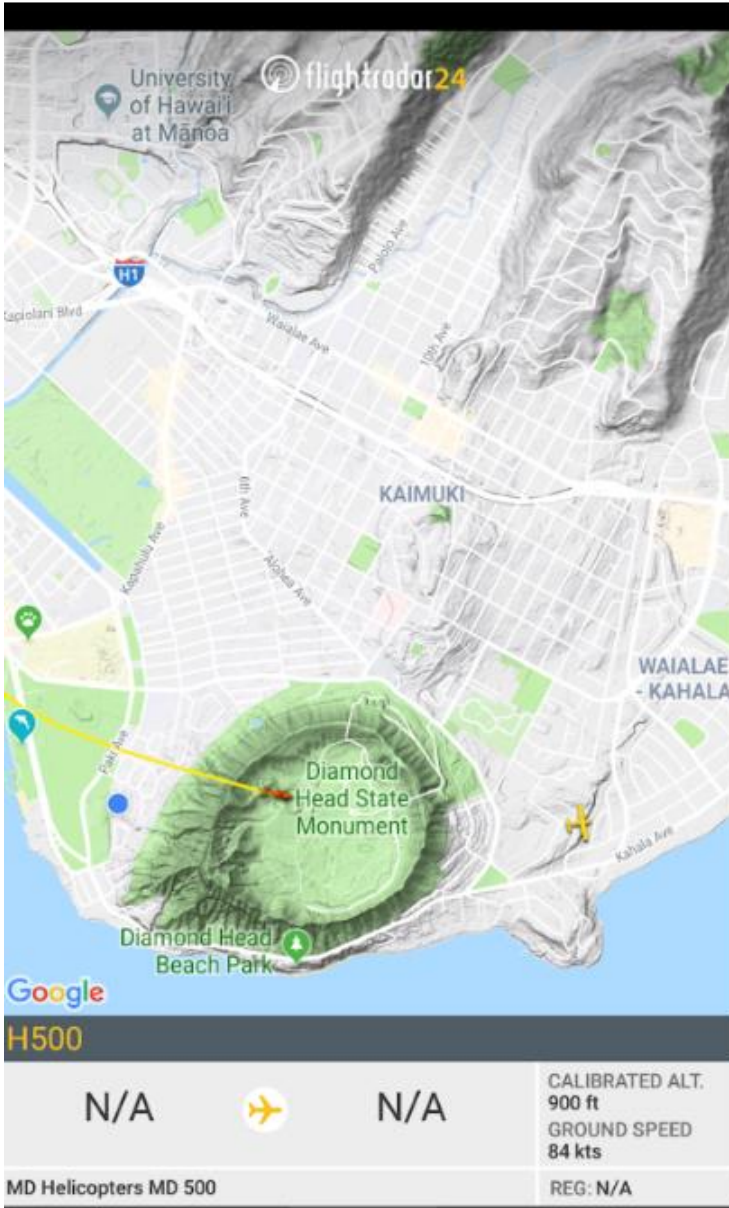 flightradar24
University
of Hawai'i
at Mānoa
H1
Kapiolani Blvd
Waialae Ave
Palolo Ave
10th Ave
KAIMUKI
6th Ave
Alohea Ave
Kapahulu Ave
WAIALAE
- KAHALA
Paki Ave
Diamond
Head State
Monument
Kahala Ave
Diamond Head
Beach Park
Google
H500
N/A
N/A
CALIBRATED ALT.
900 ft
GROUND SPEED
84 kts
MD Helicopters MD 500
REG: N/A